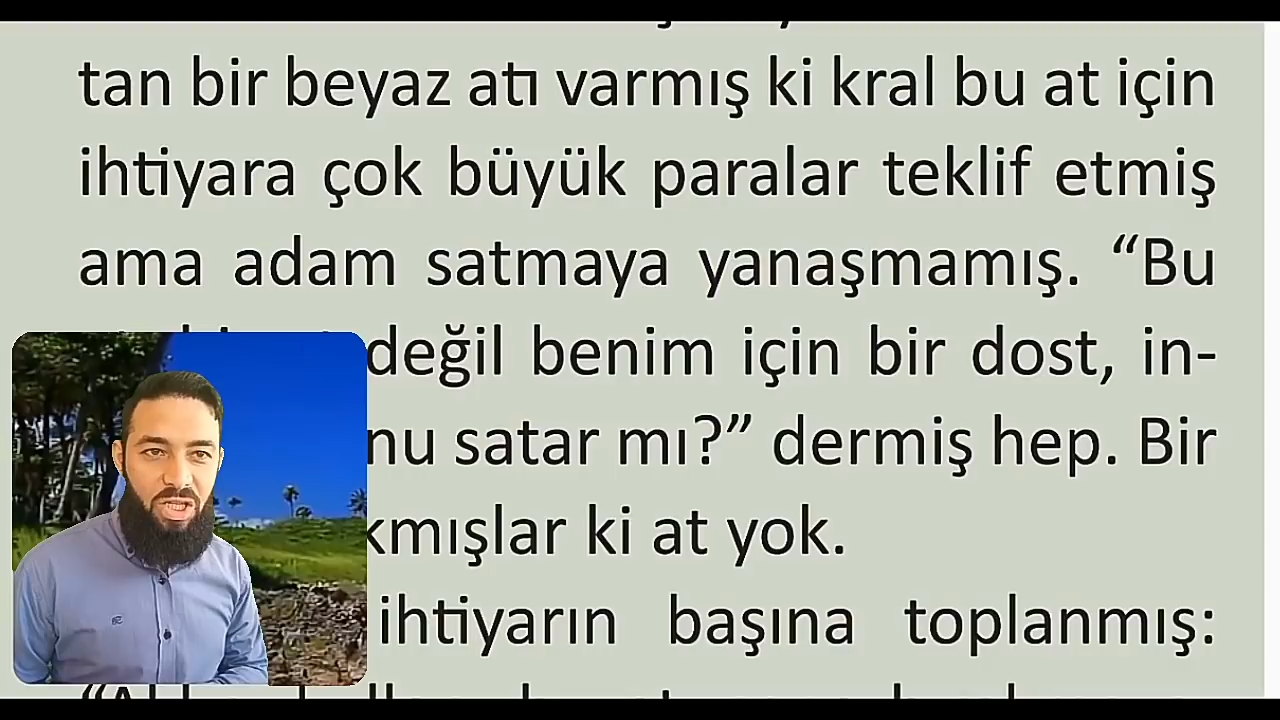 tan bir beyaz atı varmış ki kral bu at için
ihtiyara çok büyük paralar teklif etmiş
ama adam satmaya yanaşmamış. “Bu
değil benim için bir dost, in-
satar mı?” dermiş hep. Bir
ki at yok.
ihtiyarın başına toplanmış: